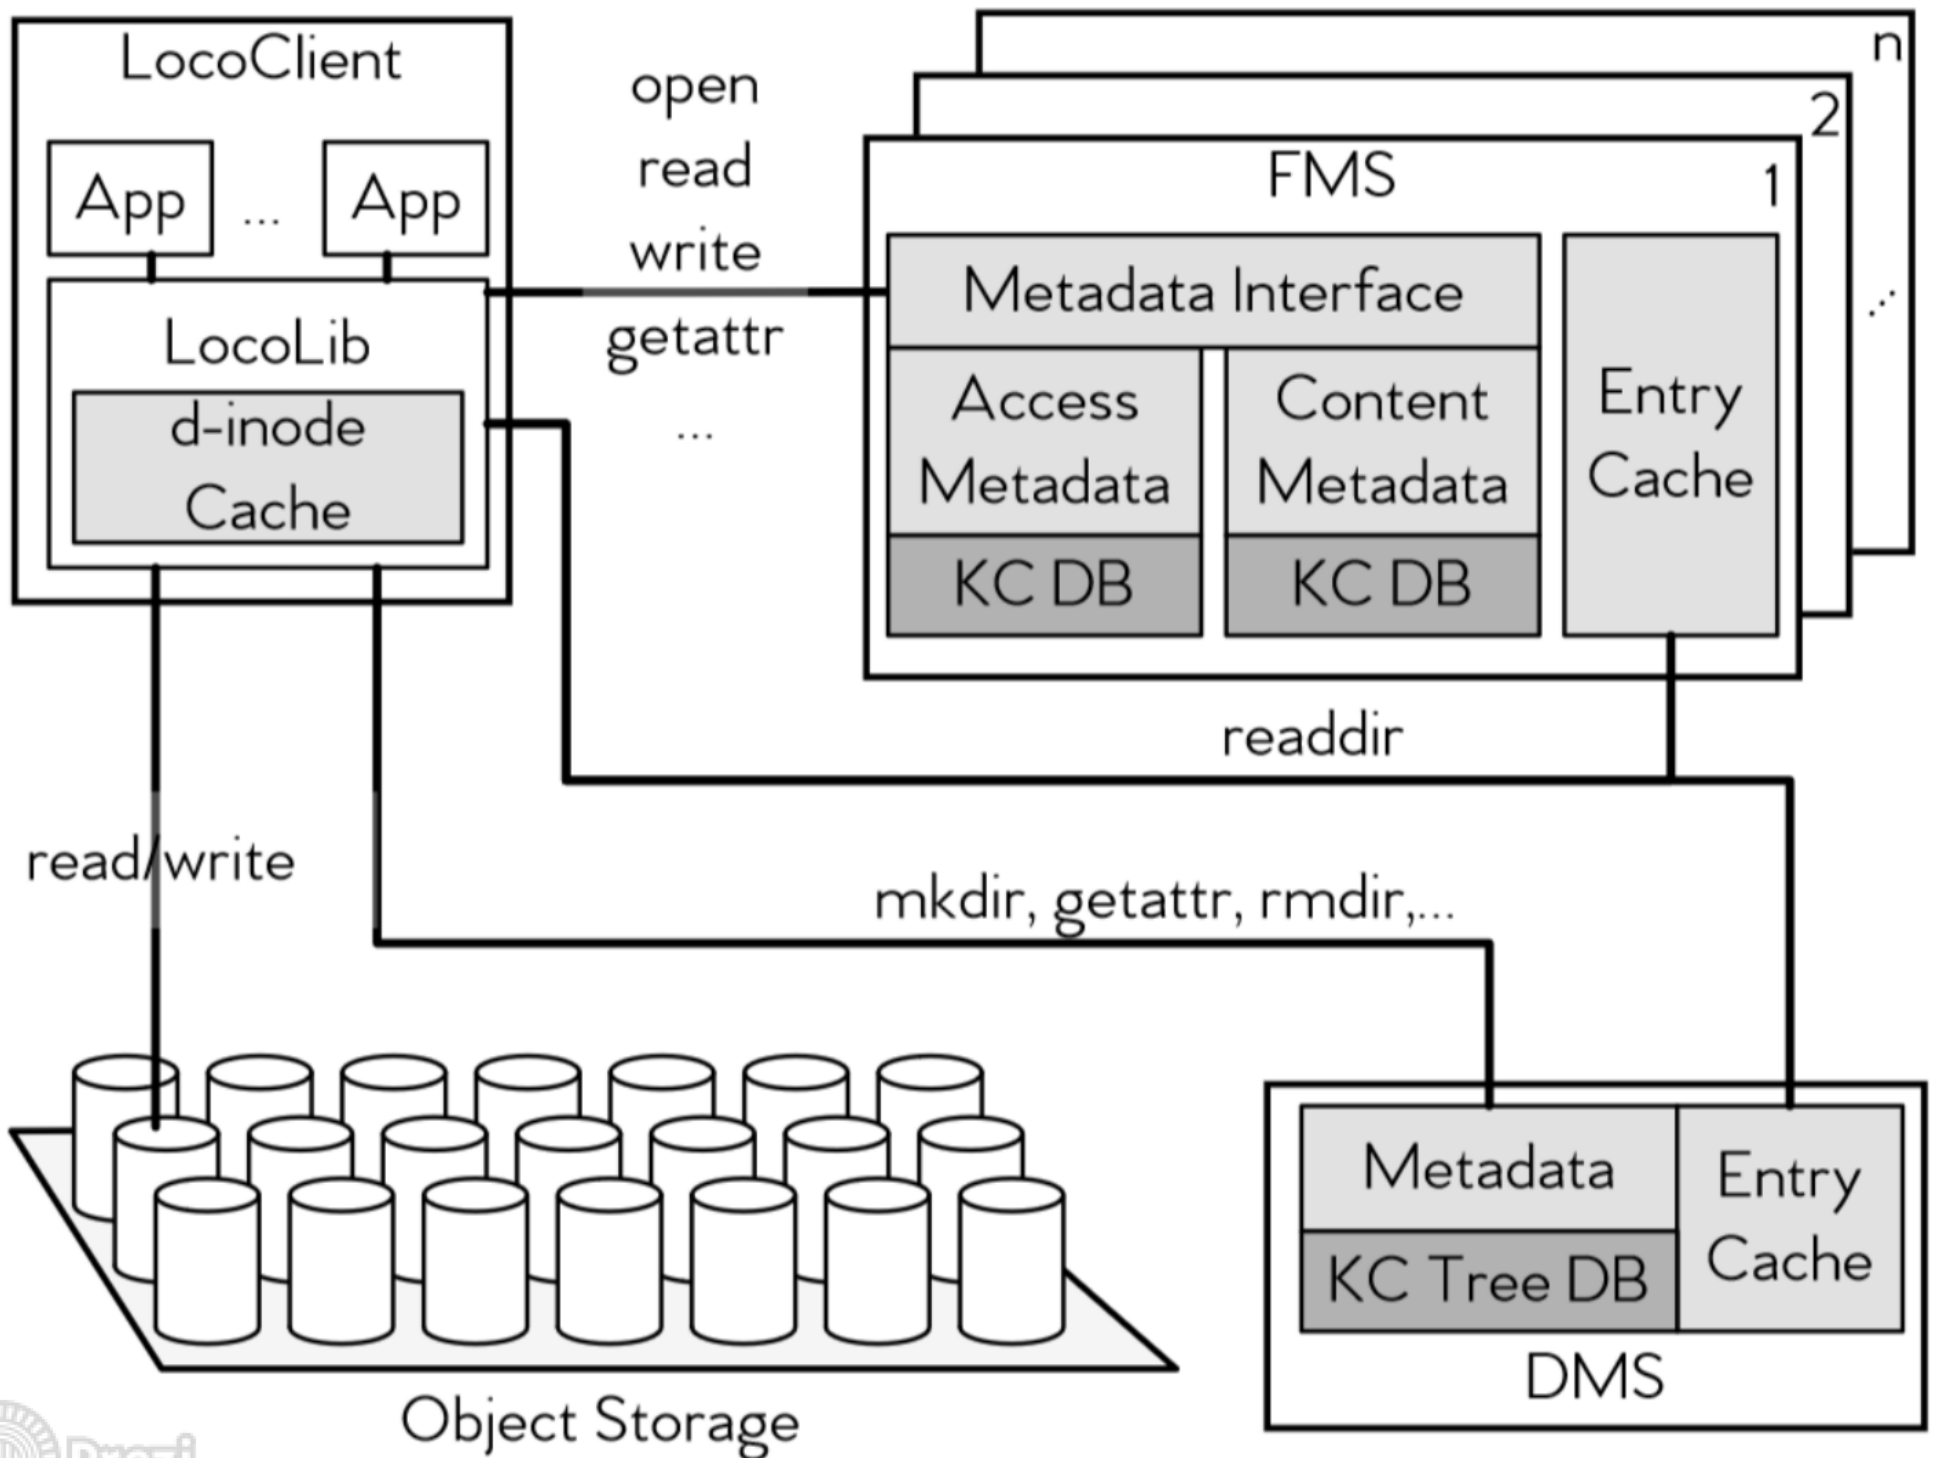 LocoClient
App
...
App
LocoLib
d-inode
Cache
open
read
write
getattr
...
n
2
1
FMS
Metadata Interface
Access
Metadata
KC DB
Content
Metadata
KC DB
Entry
Cache
...
readdir
read/write
mkdir, getattr, rmdir,...
Metadata
KC Tree DB
Entry
Cache
DMS
Object Storage
Prezi